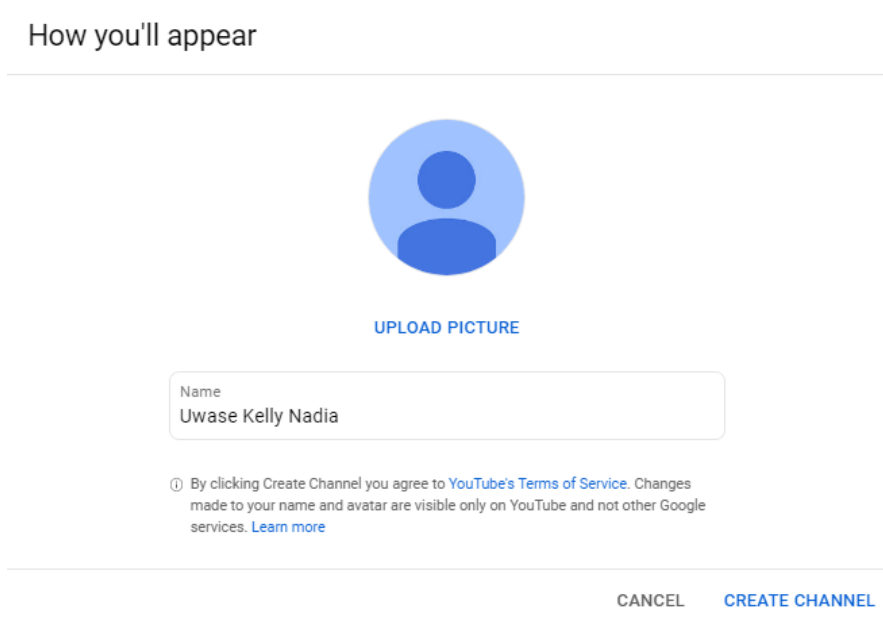 How you'll appear
UPLOAD PICTURE
Name
Uwase Kelly Nadia
By clicking Create Channel you agree to YouTube's Terms of Service. Changes
made to your name and avatar are visible only on YouTube and not other Google
services. Learn more
CANCEL CREATE CHANNEL